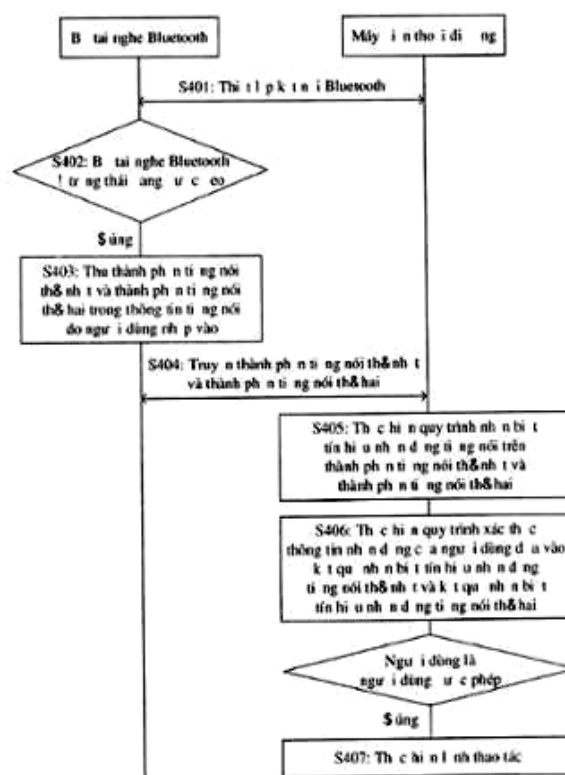 B tai nghe Bluetooth
Máy i n tho i di ng
S401: Thi t l p k t n i Bluetooth
S402: B tai nghe Bluetooth
! tr ng thái ang ư c eo
$ úng
S403: Thu thành ph n ti ng nói
th& nh t và thành ph n ti ng nói
th& hai trong thông tin ti ng nói
do ngư i dùng nh p vào
S404: Truy n thành ph n ti ng nói th& nh t
và thành ph n ti ng nói th& hai
S405: Th c hi n quy trình nh n bi t
tín hi u nh n d ng ti ng nói trên
thành ph n ti ng nói th& nh t và
thành ph n ti ng nói th& hai
S406: Th c hi n quy trình xác th c
thông tin nh n d ng c a ngư i dùng d a vào
k t qu nh n bi t tín hi u nh n d ng
ti ng nói th& nh t và k t qu nh n bi t
tín hi u nh n d ng ti ng nói th& hai
Ngư i dùng là
ngư i dùng ư c phép
$ úng
S407: Th c hi n l nh thao tác